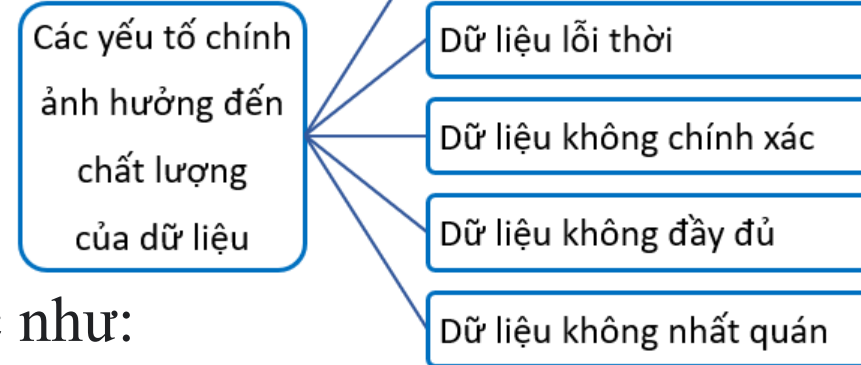 Các yếu tố chính
ảnh hưởng đến
chất lượng
của dữ liệu
Dữ liệu lỗi thời
Dữ liệu không chính xác
Dữ liệu không đầy đủ
Dữ liệu không nhất quán
như: